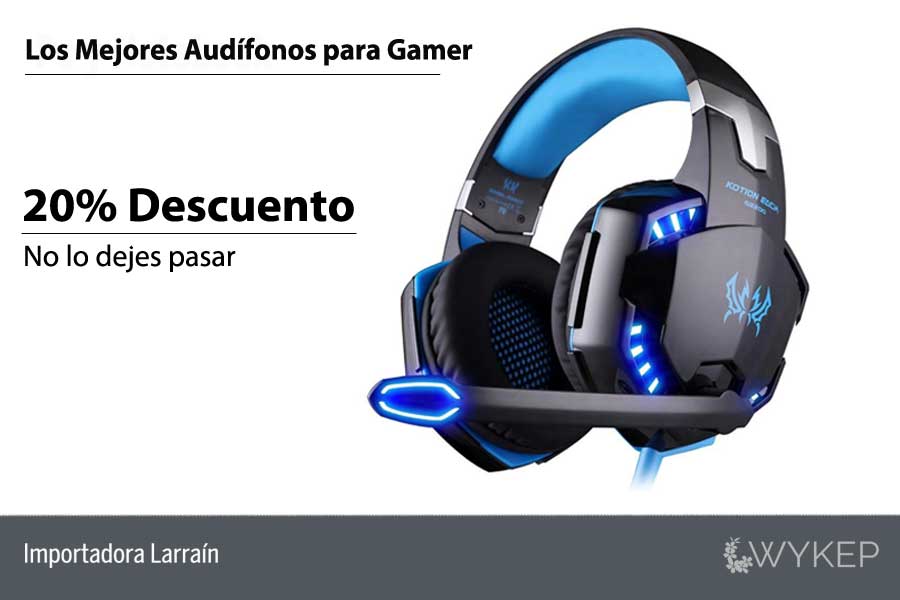 Los Mejores Audífonos para Gamer
20% Descuento
No lo dejes pasar
KOTION EACH
Importadora Larraín
WYKEP